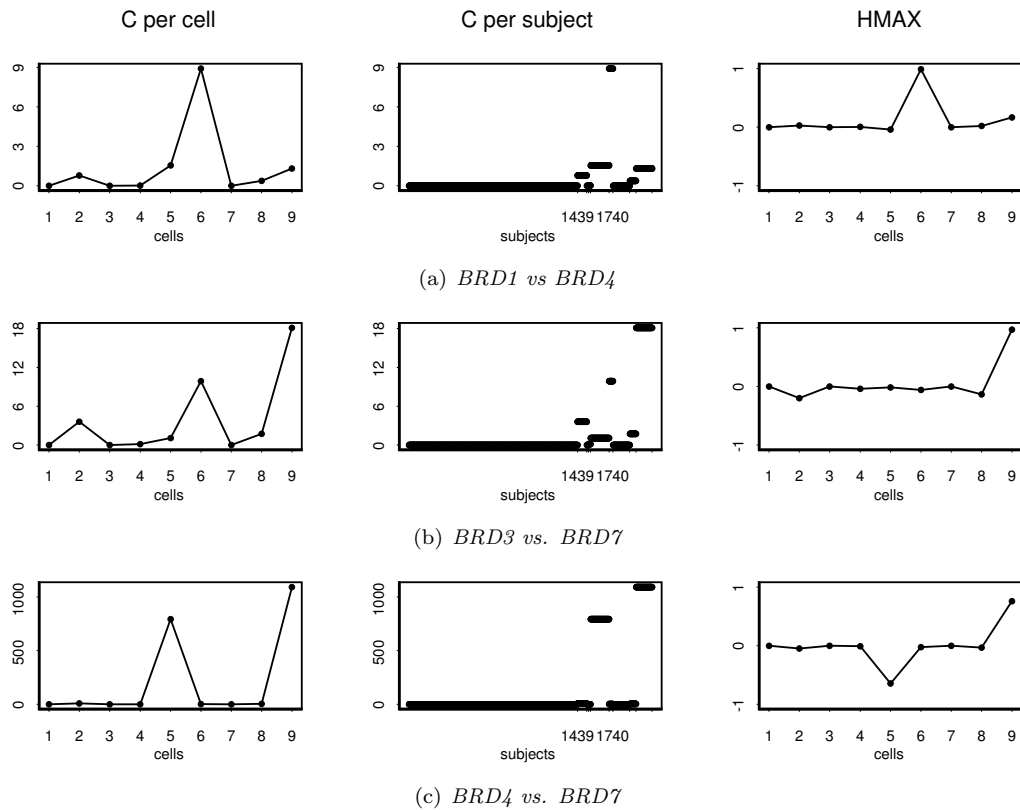 C per cell C per subject HMAX
9
6
3
0
1 2 3 4 5 6 7 8 9
cells
9
6
3
0
1439 1740
subjects
1
0
-1
1 2 3 4 5 6 7 8 9
cells
(a) BRD1 vs BRD4
18
12
6
0
1 2 3 4 5 6 7 8 9
cells
18
12
6
0
1439 1740
subjects
1
0
-1
1 2 3 4 5 6 7 8 9
cells
(b) BRD3 vs. BRD7
1000
500
0
1 2 3 4 5 6 7 8 9
cells
1000
500
0
1439 1740
subjects
1
0
-1
1 2 3 4 5 6 7 8 9
cells
(c) BRD4 vs. BRD7